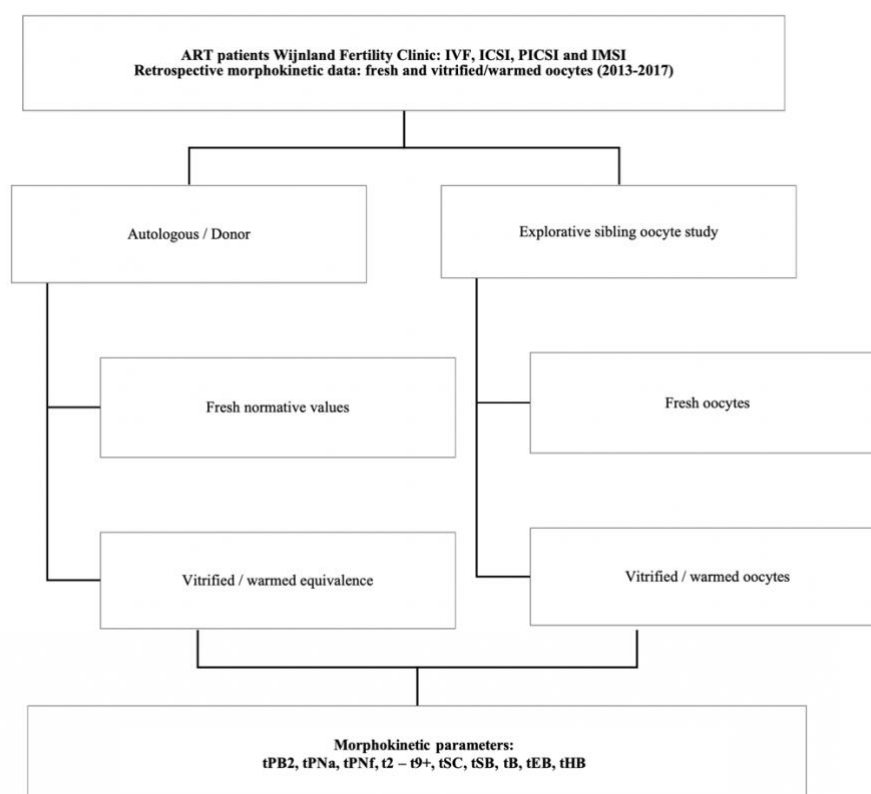 ART patients Wijnland Fertility Clinic: IVF, ICSI, PICSI and IMSI
Retrospective morphokinetic data: fresh and vitrified/warmed oocytes (2013-2017)
Autologous / Donor
Explorative sibling oocyte study
Fresh normative values
Fresh oocytes
Vitrified / warmed equivalence
Vitrified / warmed oocytes
Morphokinetic parameters:
tPB2, tPNa, tPNf, t2 – t9+, tSC, tSB, tB, tEB, tHB